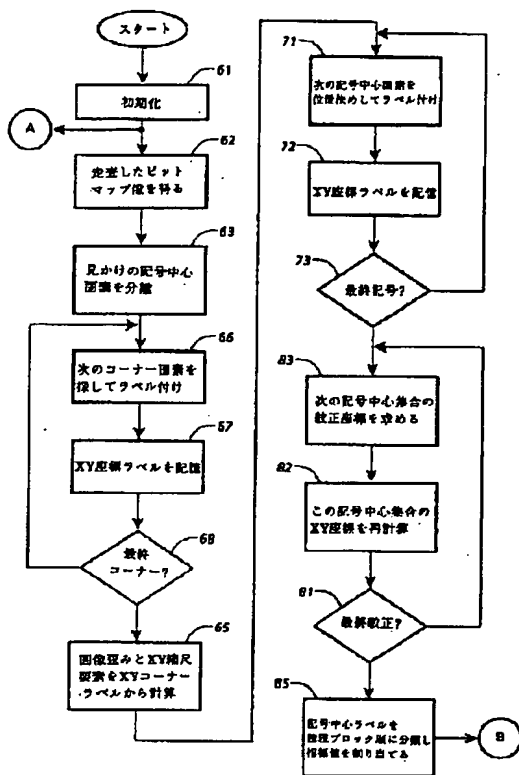 スタート
61
初期化
A
62
走査したビット
マップ値を得る
63
見かけの記号中心
画素を分離
66
次のコーナー画素を
探してラベル付け
67
XY座標ラベルを記憶
68
最終
コーナー?
65
画像歪みとXY縮尺
要素をXYコーナー
ラベルから計算
71
次の記号中心画素を
位置決めしてラベル付け
72
XY座標ラベルを記憶
73
最終記号?
83
次の記号中心集合の
校正座標を求める
82
この記号中心集合の
XY座標を再計算
81
最終校正?
85
記号中心ラベルを
ブロック順に分類し
指標値を割り当てる
B